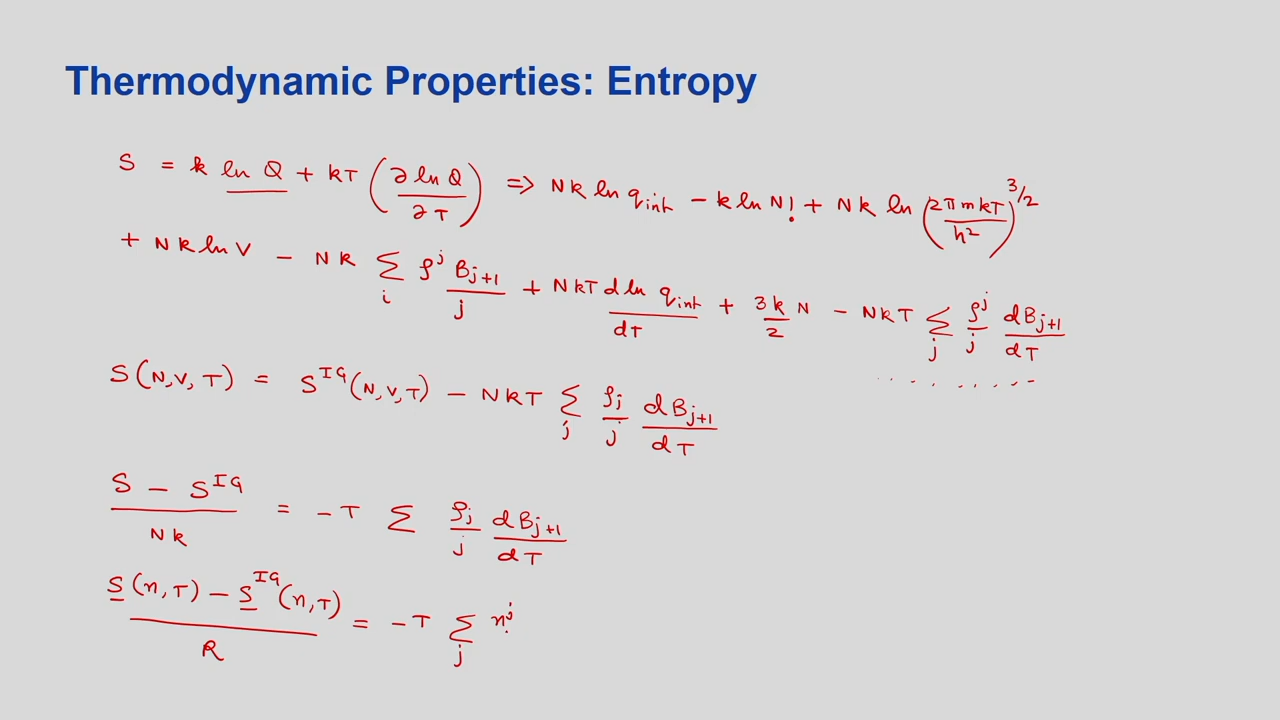 Thermodynamic Properties: Entropy
S = k ln Q + kT (∂ ln Q / ∂T) => Nk ln q_int - k ln N! + Nk ln (2πmkT / h²)^3/2
+ Nk ln V - Nk Σ_i ρ^j B_j+1 / j + NkT d ln q_int / dT + 3k/2 N - NkT Σ_j ρ^j / j dB_j+1 / dT
S(N,V,T) = S^IG (N,V,T) - NkT Σ_j ρj / j dB_j+1 / dT
S - S^IG / Nk = -T Σ ρj / j dB_j+1 / dT
S(n,T) - S^IG (n,T) / R = -T Σ_j n^j